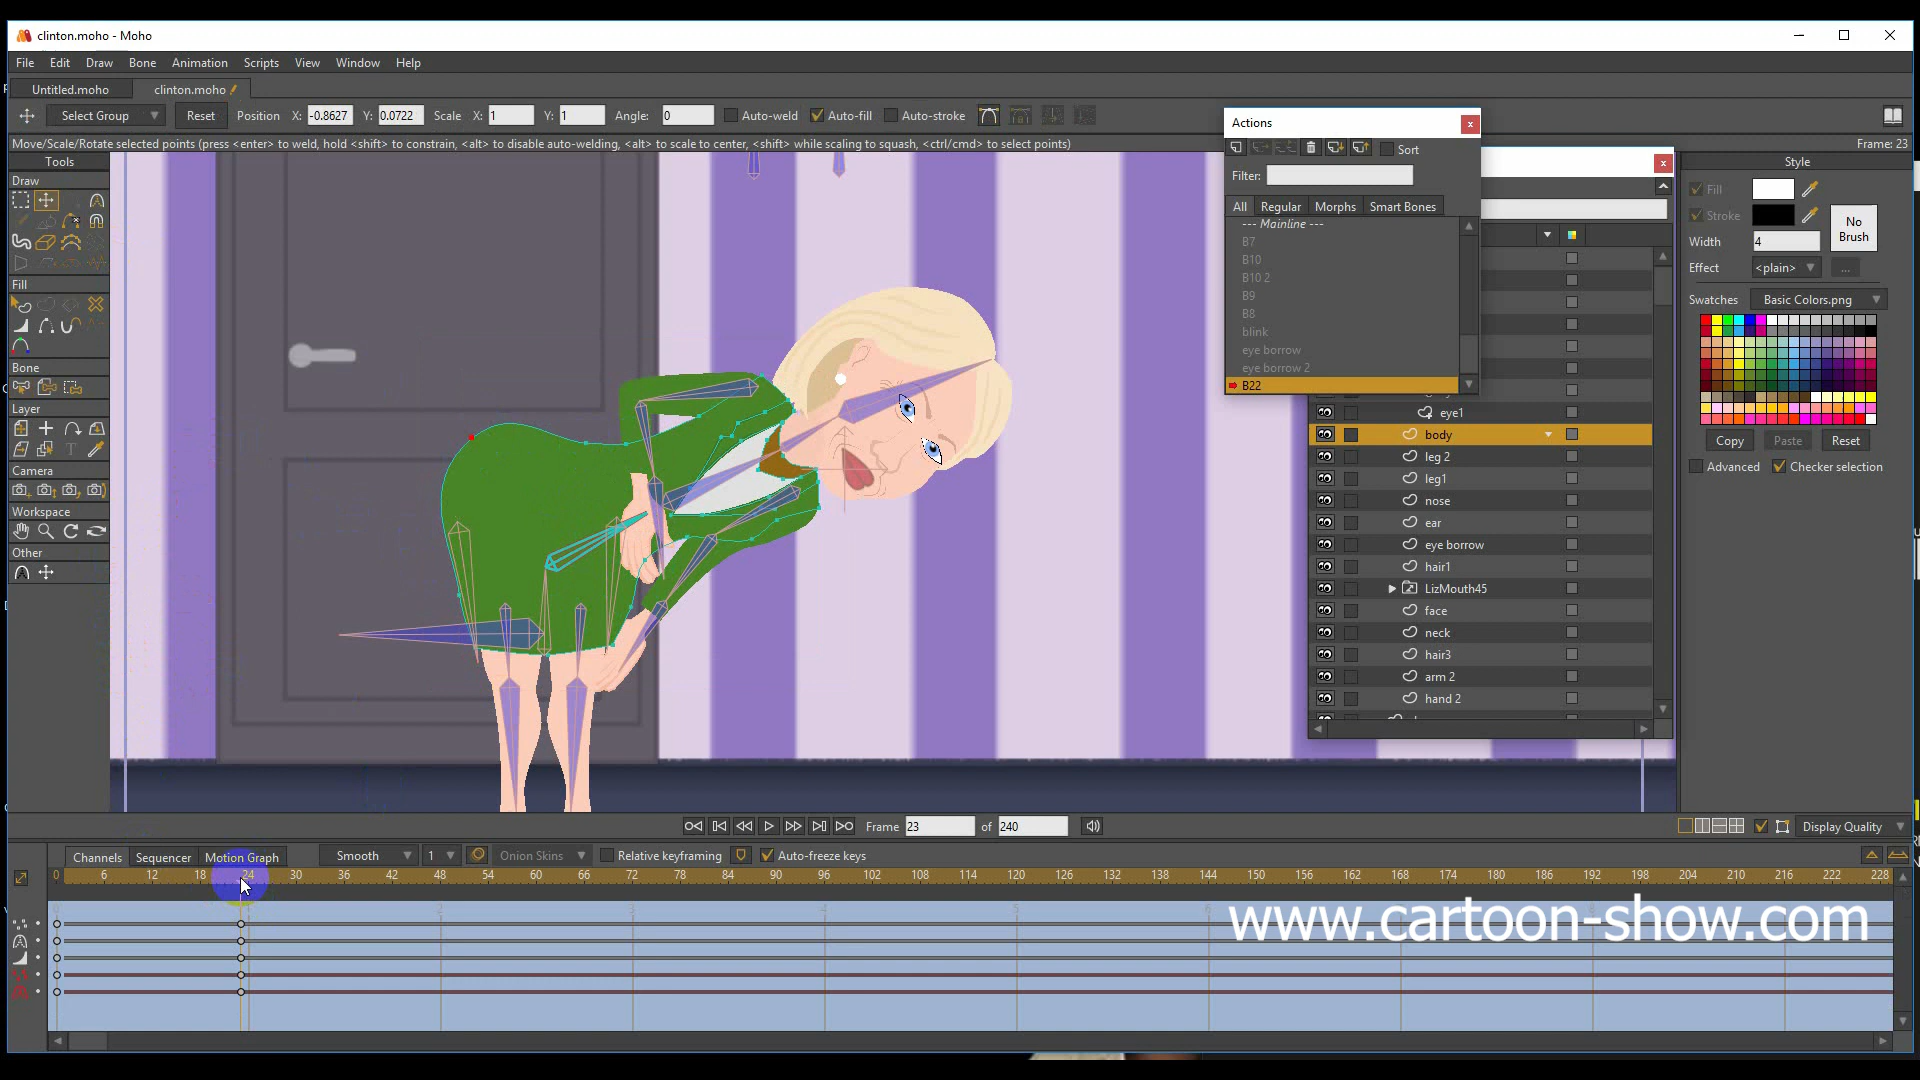 clinton.moho - Moho
File Edit Draw Bone Animation Scripts View Window Help
Untitled.moho clinton.moho
Select Group Reset Position X: -0.8627 Y: 0.0722 Scale X: 1 Y: 1 Angle: 0 Auto-weld Auto-fill Auto-stroke
Move/Scale/Rotate selected points (press <enter> to weld, hold <shift> to constrain, <alt> to disable auto-welding, <alt> to scale to center, <shift> while scaling to squash, <ctrl/cmd> to select points)
Frame: 23
Tools
Draw
Fill
Bone
Layer
Camera
Workspace
Other
Actions
Sort
Filter:
All Regular Morphs Smart Bones
--- Mainline ---
B7
B10
B10 2
B9
B8
blink
eye borrow
eye borrow 2
B22
eye1
body
leg 2
leg1
nose
ear
eye borrow
hair1
LizMouth45
face
neck
hair3
arm 2
hand 2
Style
Fill
Stroke
No Brush
Width 4
Effect <plain> ...
Swatches Basic Colors.png
Copy Paste Reset
Advanced Checker selection
Frame 23 of 240
Display Quality
Channels Sequencer Motion Graph Smooth 1 Onion Skins Relative keyframing Auto-freeze keys
0 6 12 18 24 30 36 42 48 54 60 66 72 78 84 90 96 102 108 114 120 126 132 138 144 150 156 162 168 174 180 186 192 198 204 210 216 222 228
www.cartoon-show.com